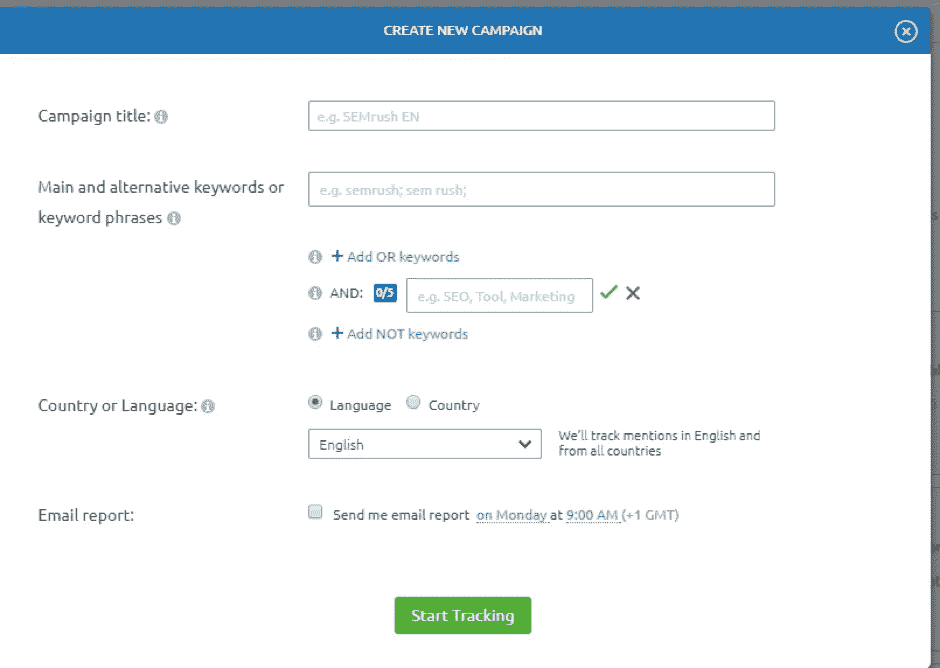 CREATE NEW CAMPAIGN
Campaign title:
e.g. SEMrush EN
Main and alternative keywords or
keyword phrases
e.g. semrush; sem rush;
+ Add OR keywords
AND: 0/5 e.g. SEO, Tool, Marketing
+ Add NOT keywords
Country or Language:
Language Country
English
We'll track mentions in English and
from all countries
Email report:
Send me email report on Monday at 9:00 AM (+1 GMT)
Start Tracking